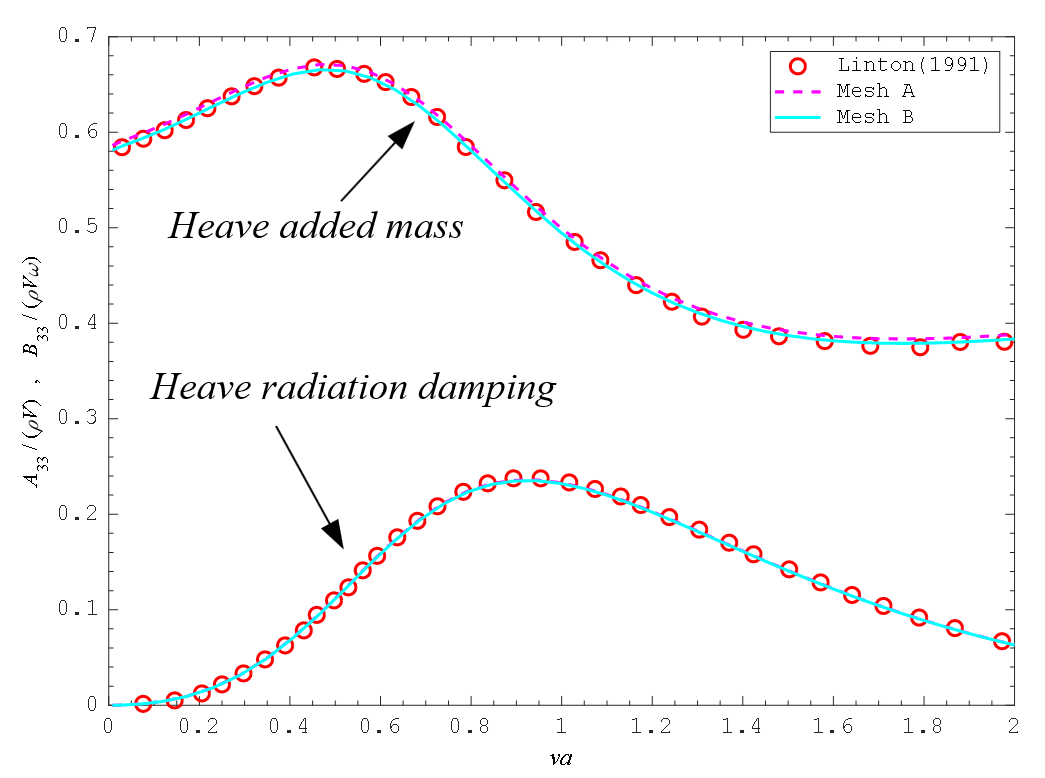 0.7
0.6
0.5
0.4
0.3
0.2
0.1
0
0 0.2 0.4 0.6 0.8 1 1.2 1.4 1.6 1.8 2
νa
A33/(ρV) , B33/(ρVω)
Linton(1991)
Mesh A
Mesh B
Heave added mass
Heave radiation damping